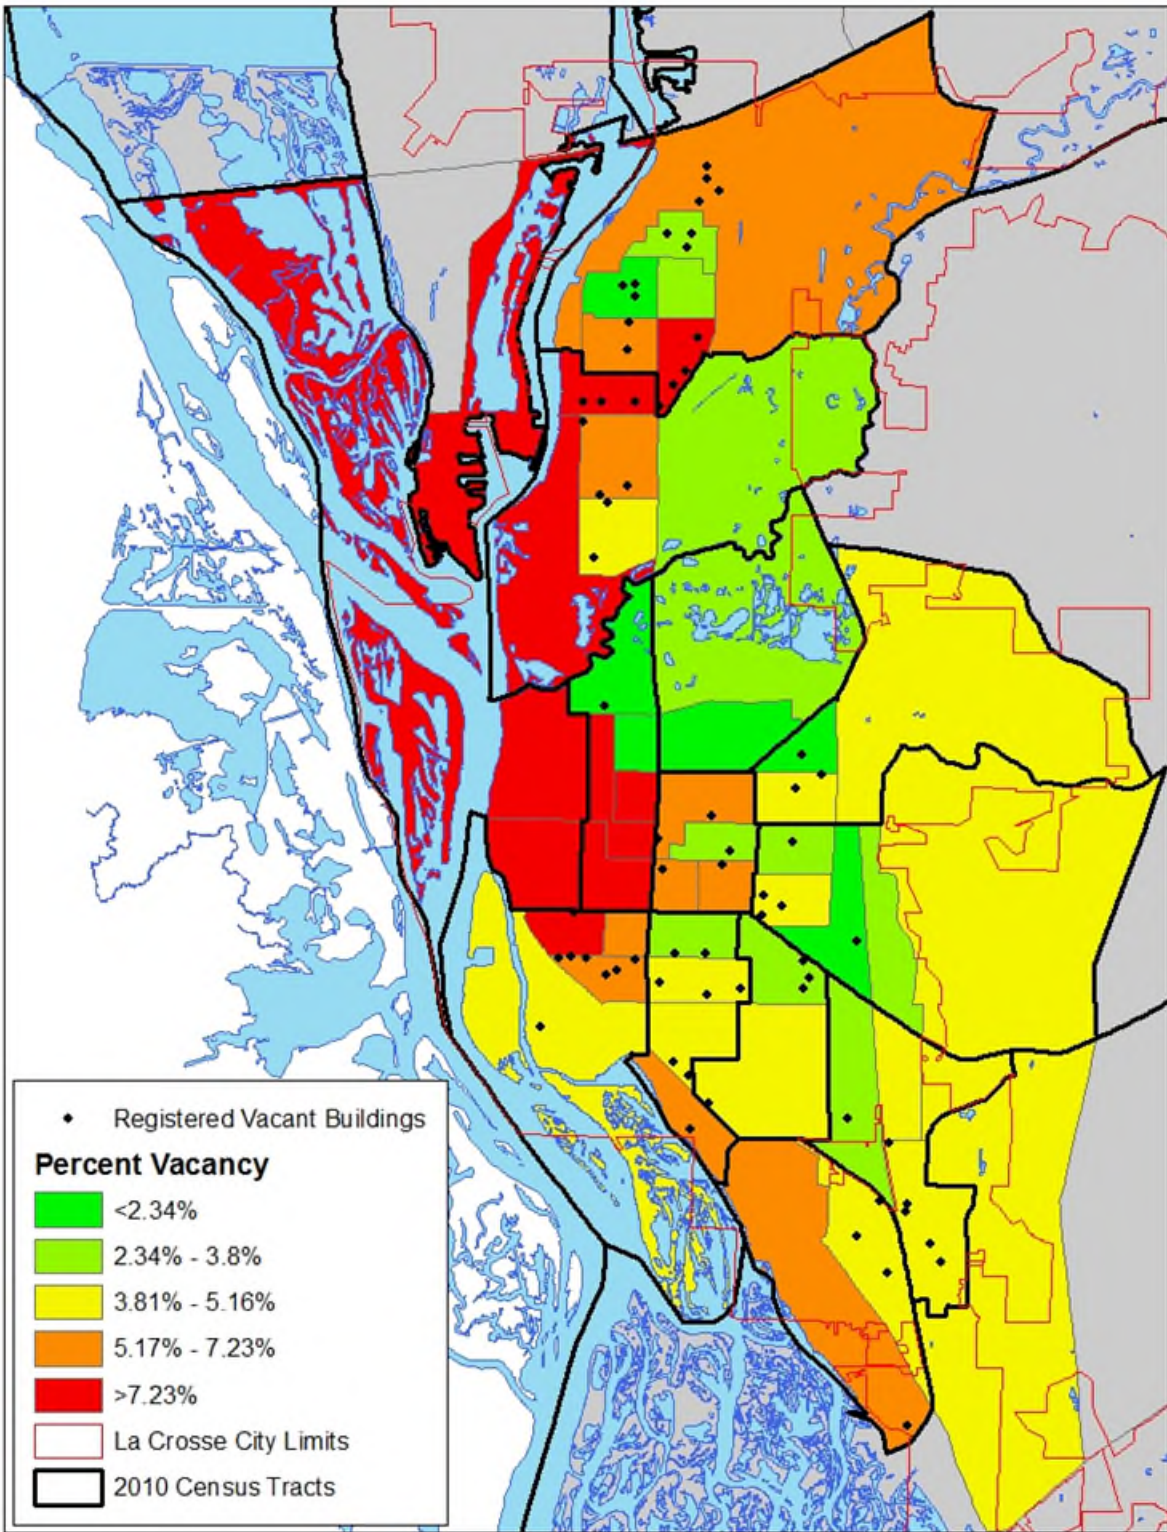 Registered Vacant Buildings
Percent Vacancy
<2.34%
2.34% - 3.8%
3.81% - 5.16%
5.17% - 7.23%
>7.23%
La Crosse City Limits
2010 Census Tracts